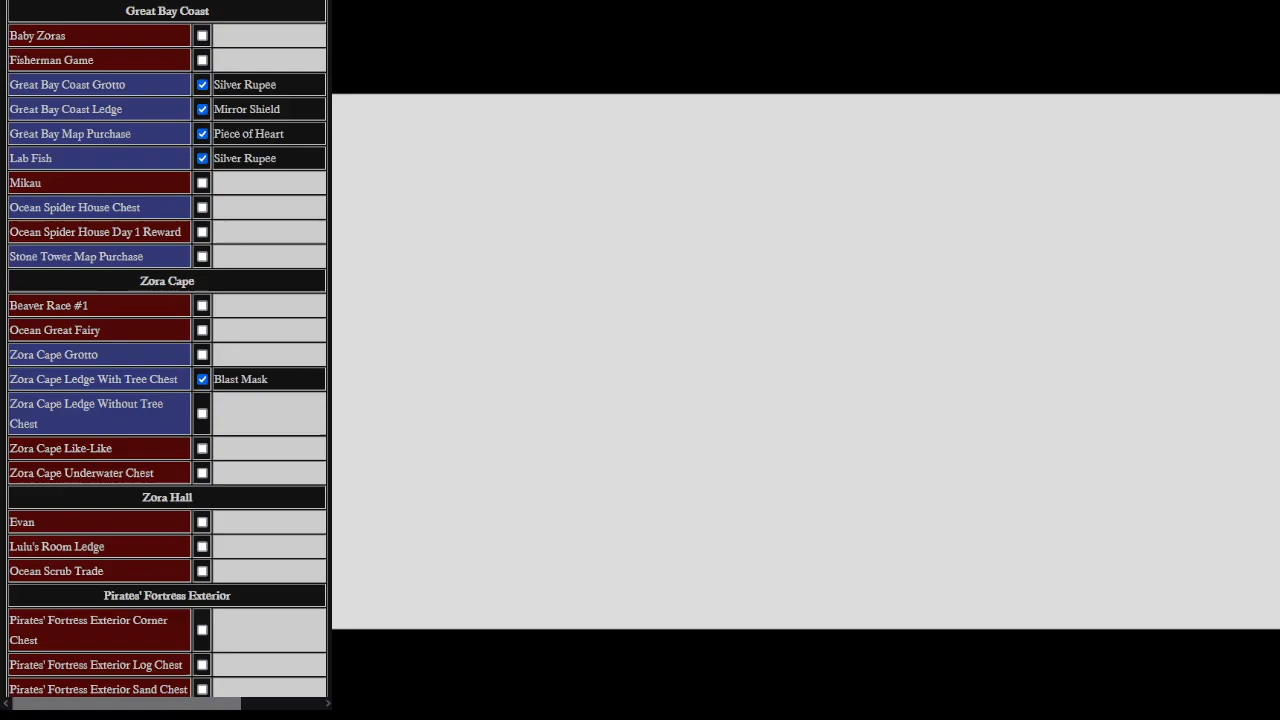 Great Bay Coast
Baby Zoras
Fisherman Game
Great Bay Coast Grotto Silver Rupee
Great Bay Coast Ledge Mirror Shield
Great Bay Map Purchase Piece of Heart
Lab Fish Silver Rupee
Mikau
Ocean Spider House Chest
Ocean Spider House Day 1 Reward
Stone Tower Map Purchase
Zora Cape
Beaver Race #1
Ocean Great Fairy
Zora Cape Grotto
Zora Cape Ledge With Tree Chest Blast Mask
Zora Cape Ledge Without Tree
Chest
Zora Cape Like-Like
Zora Cape Underwater Chest
Zora Hall
Evan
Lulu's Room Ledge
Ocean Scrub Trade
Pirates' Fortress Exterior
Pirates' Fortress Exterior Corner
Chest
Pirates' Fortress Exterior Log Chest
Pirates' Fortress Exterior Sand Chest